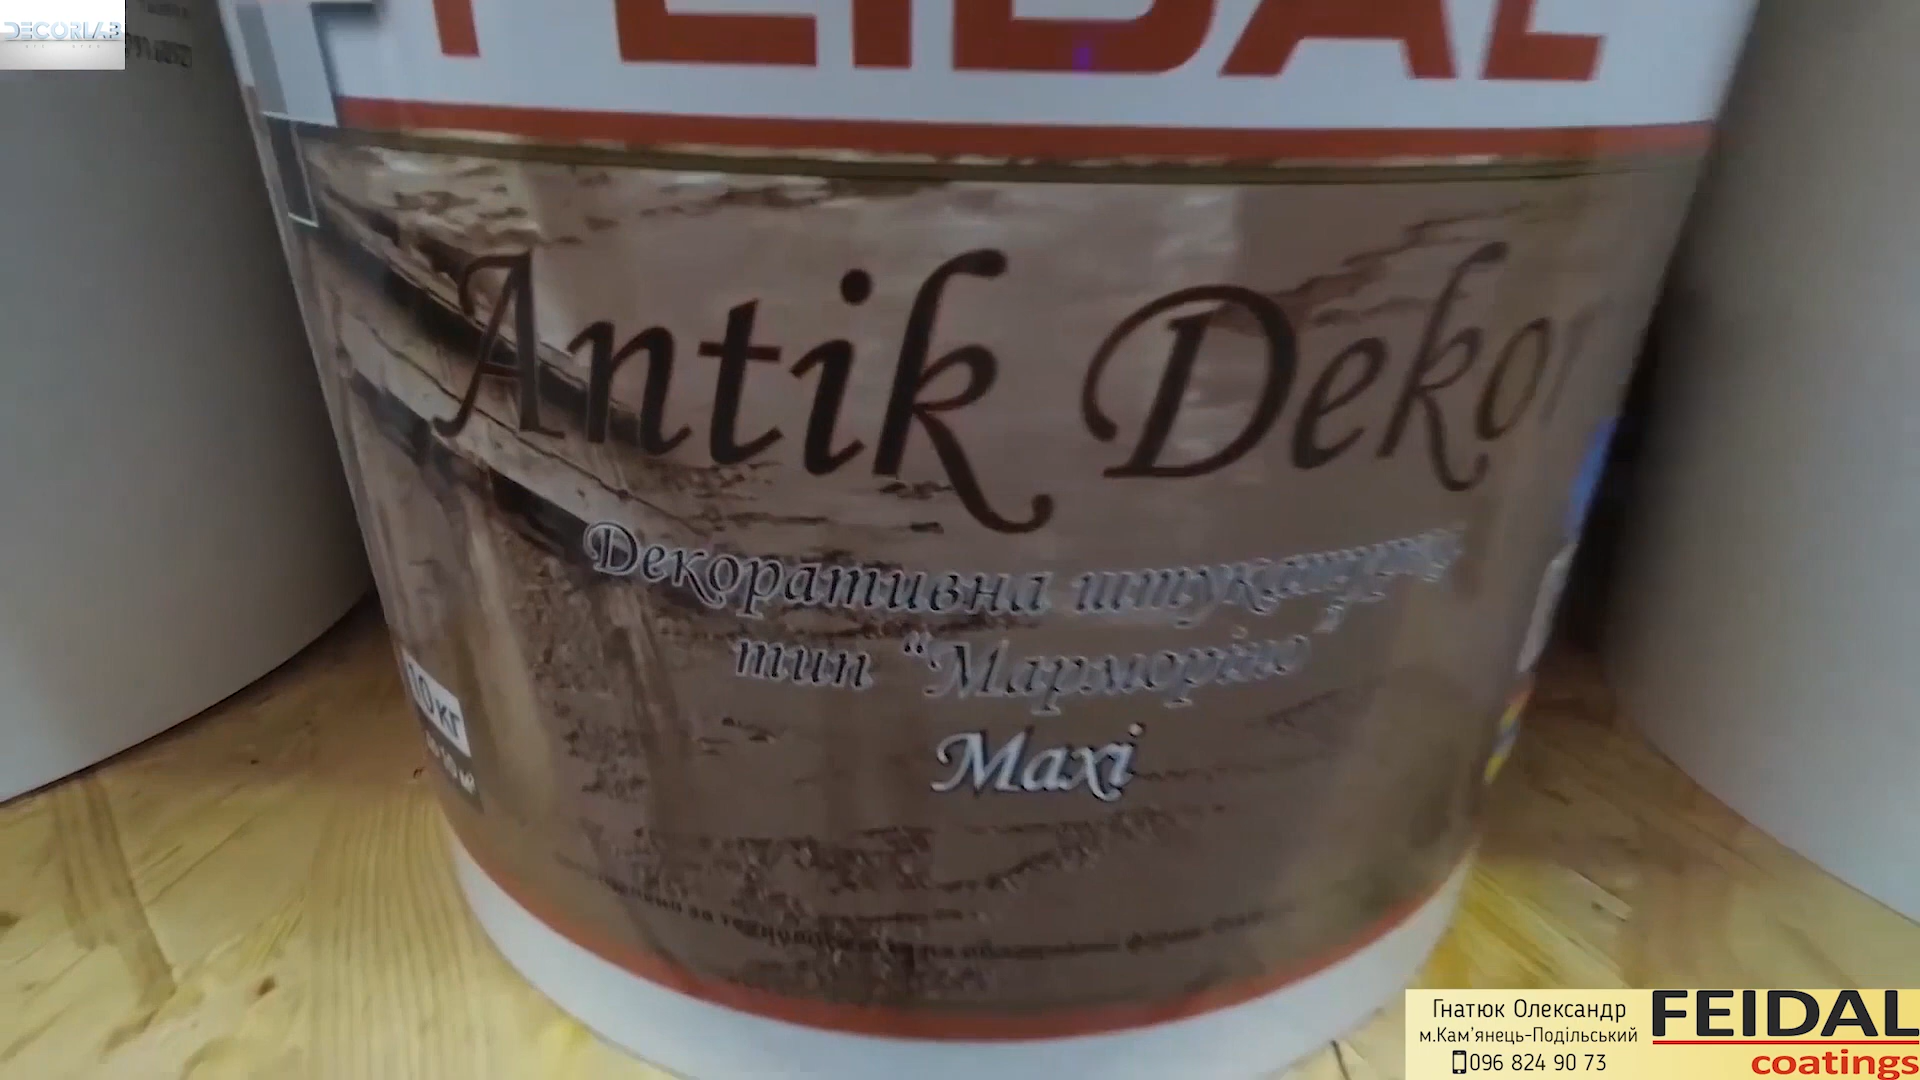 DECORLAB
FEIDAL
Antik Dekor
Декоративна штукатурка
тип "Марморіно"
Maxi
10 кг
Гнатюк Олександр
м.Кам'янець-Подільський
096 824 90 73
FEIDAL
coatings